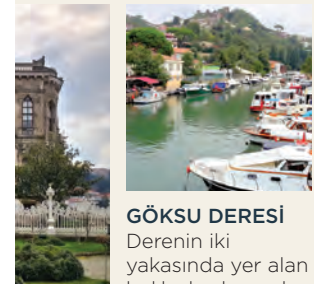 GÖKSU DERESİ
Derenin iki
yakasında yer alan